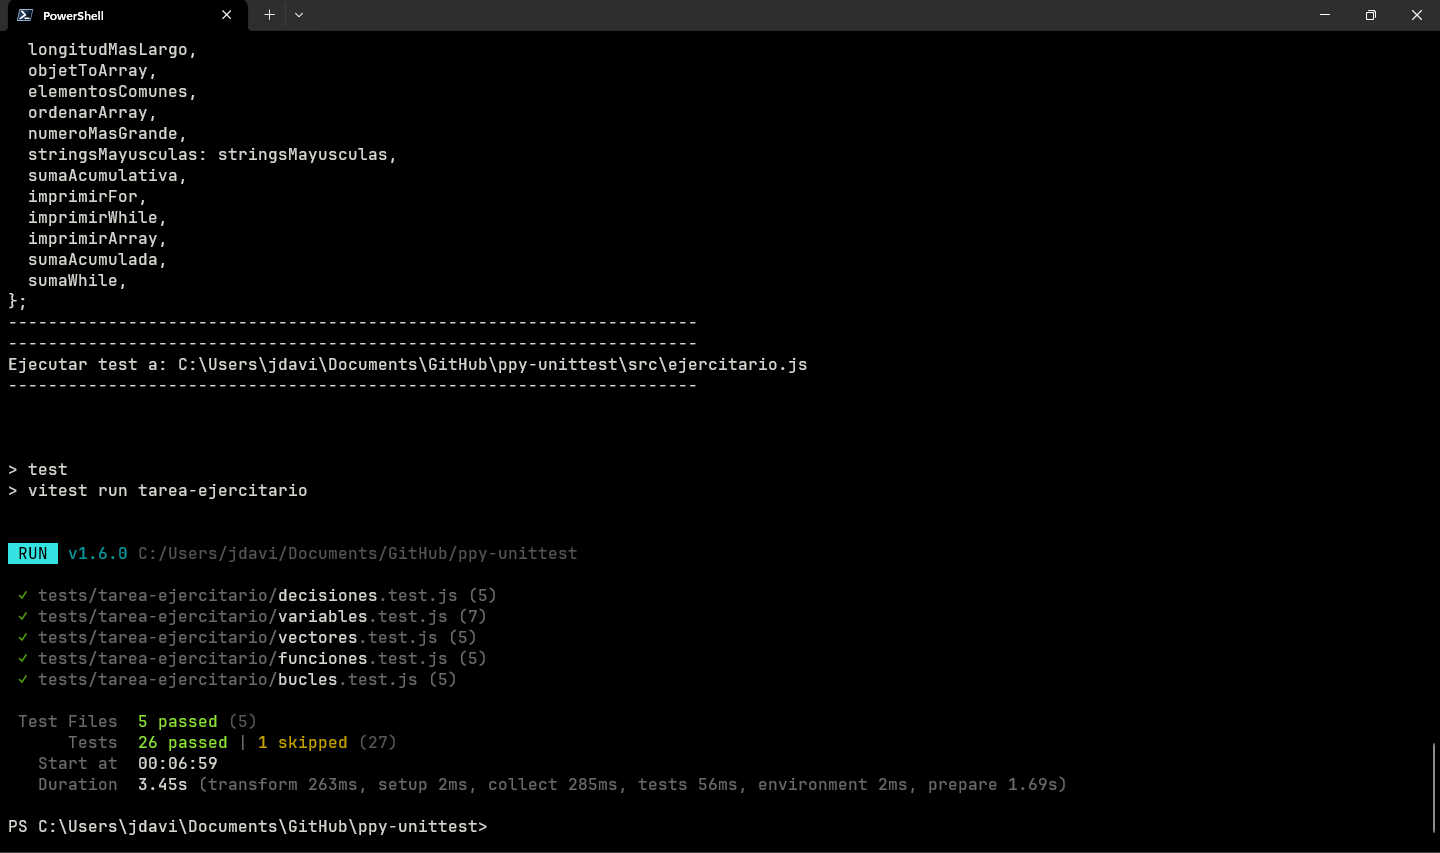 PowerShell
longitudMasLargo,
objetToArray,
elementosComunes,
ordenarArray,
numeroMasGrande,
stringsMayusculas: stringsMayusculas,
sumaAcumulativa,
imprimirFor,
imprimirWhile,
imprimirArray,
sumaAcumulada,
sumaWhile,
};
---------------------------------------------------------------------
---------------------------------------------------------------------
Ejecutar test a: C:\Users\jdavi\Documents\GitHub\ppy-unittest\src\ejercitario.js
---------------------------------------------------------------------
> test
> vitest run tarea-ejercitario
RUN v1.6.0 C:/Users/jdavi/Documents/GitHub/ppy-unittest
✓ tests/tarea-ejercitario/decisiones.test.js (5)
✓ tests/tarea-ejercitario/variables.test.js (7)
✓ tests/tarea-ejercitario/vectores.test.js (5)
✓ tests/tarea-ejercitario/funciones.test.js (5)
✓ tests/tarea-ejercitario/bucles.test.js (5)
Test Files 5 passed (5)
Tests 26 passed | 1 skipped (27)
Start at 00:06:59
Duration 3.45s (transform 263ms, setup 2ms, collect 285ms, tests 56ms, environment 2ms, prepare 1.69s)
PS C:\Users\jdavi\Documents\GitHub\ppy-unittest>